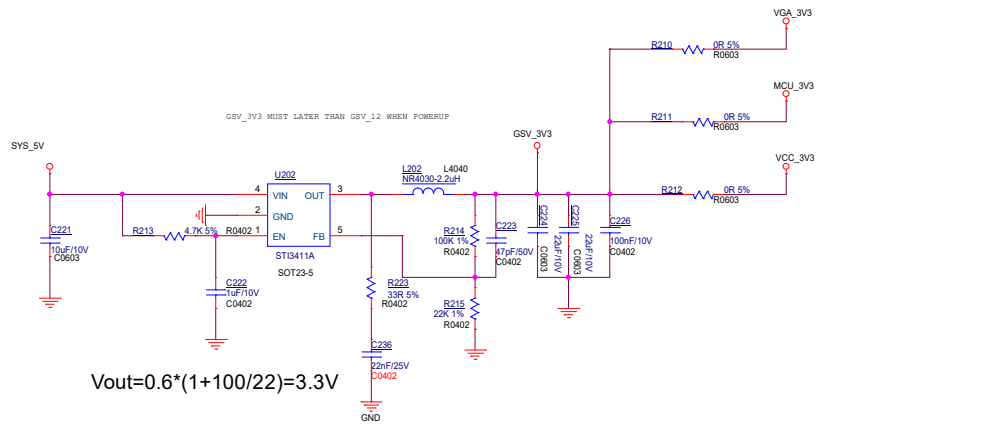 VGA_3V3
R210
0R 5%
R0603
MCU_3V3
R211
0R 5%
R0603
GSV_3V3 MUST LATER THAN GSV_12 WHEN POWERUP
GSV_3V3
SYS_5V
VCC_3V3
R212
0R 5%
R0603
U202
L202
L4040
NR4030-2.2uH
4
VIN
OUT
3
2
GND
1
EN
FB
5
STI3411A
SOT23-5
C221
10uF/10V
C0603
R213
4.7K 5%
R0402
C222
1uF/10V
C0402
R214
100K 1%
R0402
C223
47pF/50V
C0402
C224
22uF/10V
C0603
C225
22uF/10V
C0603
C226
100nF/10V
C0402
R223
33R 5%
R0402
R215
22K 1%
R0402
C236
22nF/25V
C0402
GND
Vout=0.6*(1+100/22)=3.3V